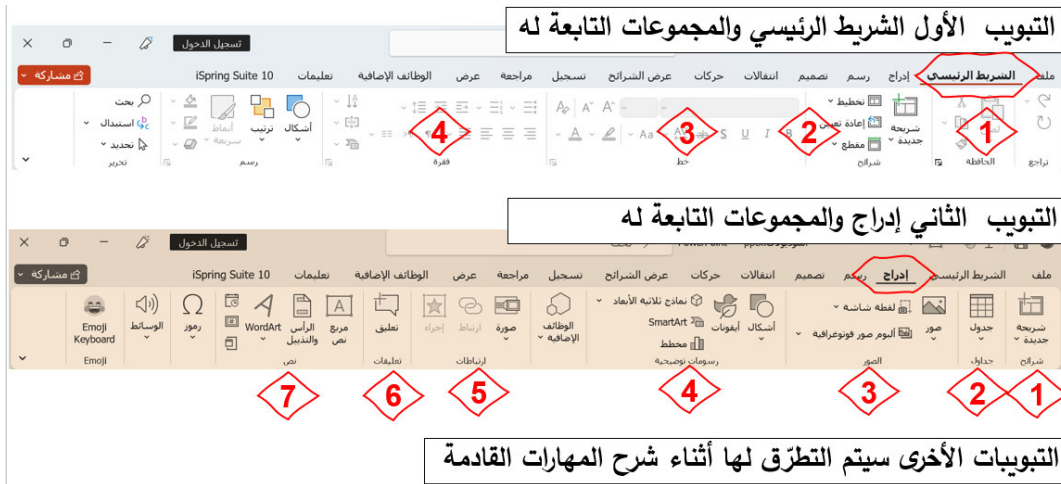 التبويب الأول الشريط الرئيسي والمجموعات التابعة له
تسجيل الدخول
ملف الشريط الرئيسي إدراج رسم تصميم انتقالات حركات عرض الشرائح تسجيل مراجعة عرض الوظائف الإضافية تعليمات iSpring Suite 10 مشاركة
تخطيط
إعادة تعيين
مقطع
شريحة جديدة
أشكال ترتيب أنماط سريعة
بحث
استبدال
تحديد
B I U S ab AV Aa A A A A
1 2 3 4
تراجع الحافظة شرائح خط فقرة رسم تحرير
التبويب الثاني إدراج والمجموعات التابعة له
تسجيل الدخول
ملف الشريط الرئيسي إدراج رسم تصميم انتقالات حركات عرض الشرائح تسجيل مراجعة عرض الوظائف الإضافية تعليمات iSpring Suite 10 مشاركة
شريحة جديدة
جدول
صور
لقطة شاشة
ألبوم صور فوتوغرافية
أشكال
أيقونات
نماذج ثلاثية الأبعاد
SmartArt
مخطط
الوظائف الإضافية
صورة
ارتباط
إجراء
تعليق
مربع نص
الرأس والتذييل
WordArt
رموز
الوسائط
Emoji Keyboard
شرائح جداول الصور رسومات توضيحية ارتباطات تعليقات نص Emoji
1 2 3 4 5 6 7
التبويبات الأخرى سيتم التطرّق لها أثناء شرح المهارات القادمة